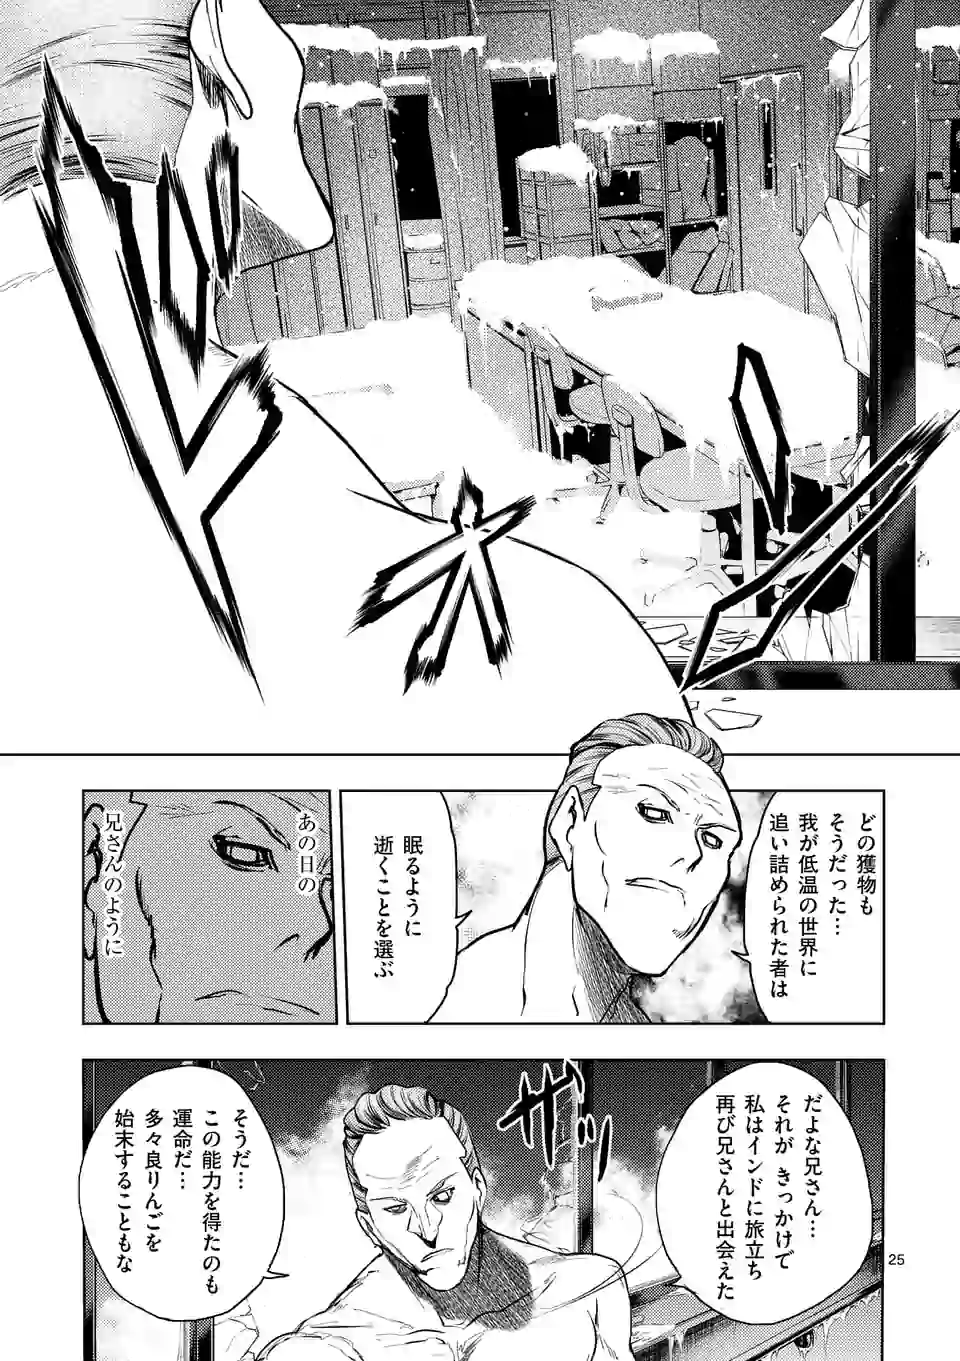 どの獲物も
そうだった…
我が低温の世界に
追い詰められた者は
眠るように
逝くことを選ぶ
あの日の
兄さんのように
だよな兄さん…
それが きっかけで
私はインドに旅立ち
再び兄さんと出会えた
ザッ
そうだ…
この能力を得たのも
運命だ…
多々良りんごを
始末することもな
25